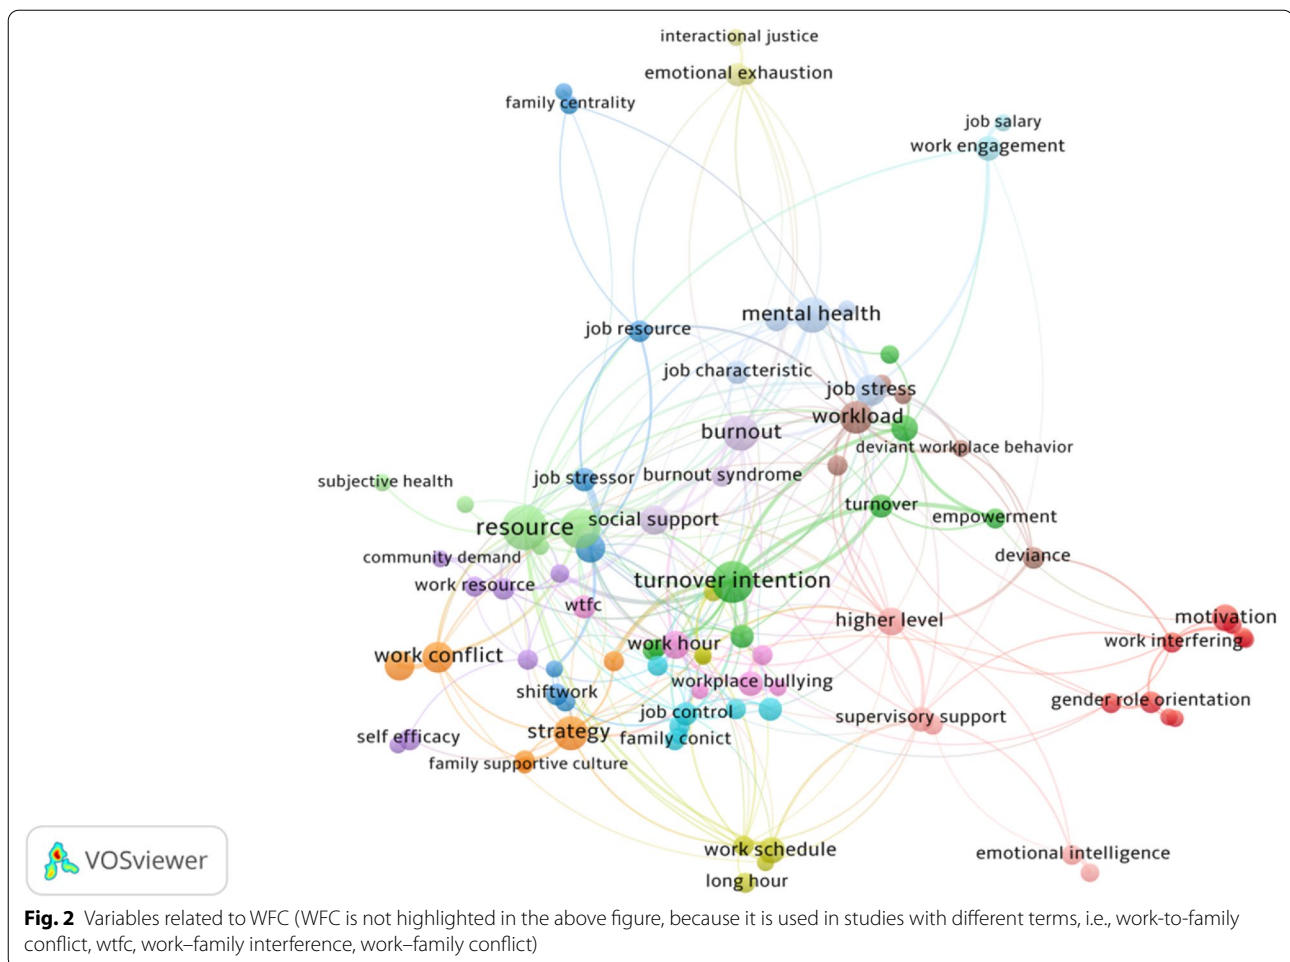 interactional justice
emotional exhaustion
family centrality
job salary
work engagement
mental health
job resource
job characteristic
job stress
workload
burnout
deviant workplace behavior
burnout syndrome
job stressor
subjective health
turnover
social support
resource
empowerment
community demand
deviance
turnover intention
work resource
wtfc
higher level
motivation
work interfering
work hour
work conflict
workplace bullying
shiftwork
gender role orientation
job control
supervisory support
strategy
self efficacy
family conict
family supportive culture
work schedule
emotional intelligence
long hour
VOSviewer
Fig. 2 Variables related to WFC (WFC is not highlighted in the above figure, because it is used in studies with different terms, i.e., work-to-family
conflict, wtfc, work–family interference, work–family conflict)